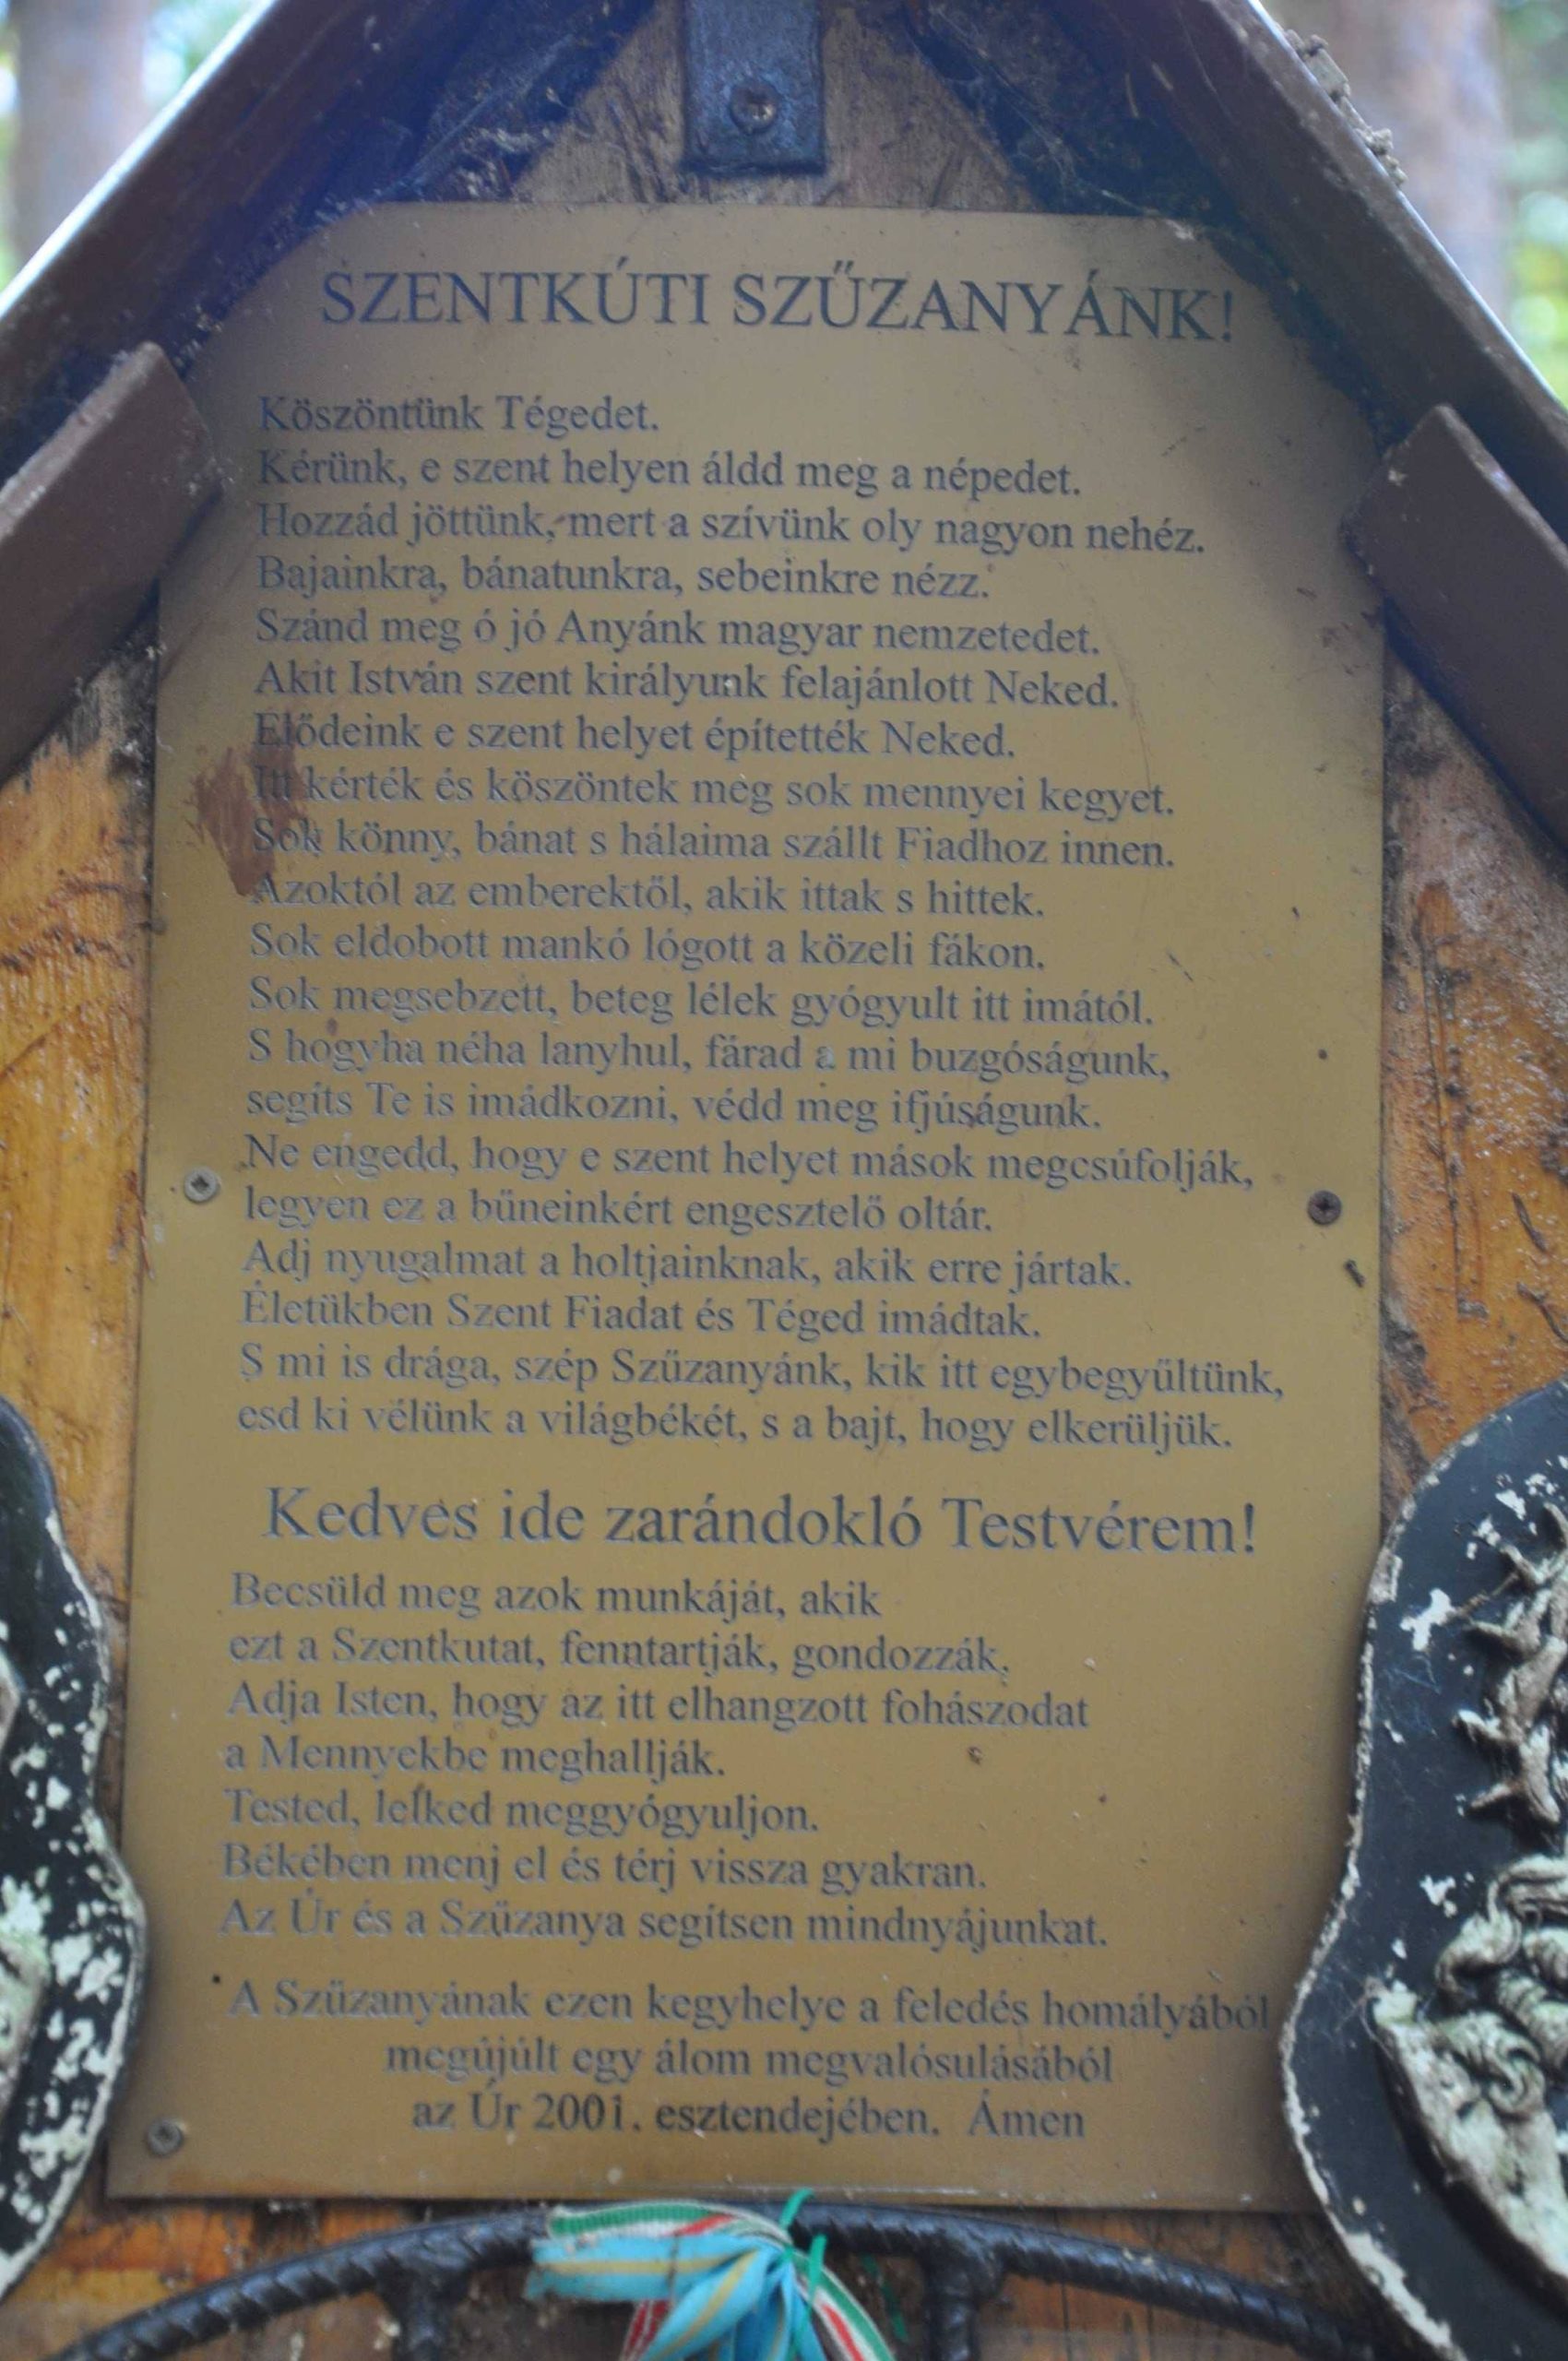 SZENTKÚTI SZŰZANYÁNK!
Köszöntünk Tégedet.
Kérünk, e szent helyen áldd meg a népedet.
Hozzád jöttünk, mert a szívünk oly nagyon nehéz.
Bajainkra, bánatunkra, sebeinkre nézz.
Szánd meg ó jó Anyánk magyar nemzetedet.
Akit István szent királyunk felajánlott Neked.
Elődeink e szent helyet építették Neked.
Itt kérték és köszöntek meg sok mennyei kegyet.
Sok könny, bánat s hálaima szállt Fiadhoz innen.
Azoktól az emberektől, akik ittak s hittek.
Sok eldobott mankó lógott a közeli fákon.
Sok megsebzett, beteg lélek gyógyult itt imától.
S hogyha néha lanyhul, fárad a mi buzgóságunk,
segíts Te is imádkozni, védd meg ifjúságunk.
Ne engedd, hogy e szent helyet mások megcsúfolják,
legyen ez a bűneinkért engesztelő oltár.
Adj nyugalmat a holtjainknak, akik erre jártak.
Életükben Szent Fiadat és Téged imádtak.
S mi is drága, szép Szűzanyánk, kik itt egybegyűltünk,
esd ki vélünk a világbékét, s a bajt, hogy elkerüljük.
Kedves ide zarándokló Testvérem!
Becsüld meg azok munkáját, akik
ezt a Szentkutat, fenntartják, gondozzák.
Adja Isten, hogy az itt elhangzott fohászodat
a Mennyekbe meghallják.
Tested, lelked meggyógyuljon.
Békében menj el és térj vissza gyakran.
Az Úr és a Szűzanya segítsen mindnyájunkat.
A Szűzanyának ezen kegyhelye a feledés homályából
megújúlt egy álom megvalósulásából
az Úr 2001. esztendejében. Ámen